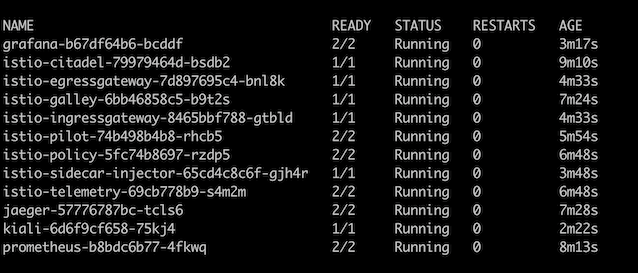 NAME READY STATUS RESTARTS AGE
grafana-b67df64b6-bcddf 2/2 Running 0 3m17s
istio-citadel-79979464d-bsdb2 1/1 Running 0 9m10s
istio-egressgateway-7d897695c4-bnl8k 1/1 Running 0 4m33s
istio-galley-6bb46858c5-b9t2s 1/1 Running 0 7m24s
istio-ingressgateway-8465bbf788-gtbld 1/1 Running 0 4m33s
istio-pilot-74b498b4b8-rhcb5 2/2 Running 0 5m54s
istio-policy-5fc74b8697-rzdp5 2/2 Running 0 6m48s
istio-sidecar-injector-65cd4c8c6f-gjh4r 1/1 Running 0 3m48s
istio-telemetry-69cb778b9-s4m2m 2/2 Running 0 6m48s
jaeger-57776787bc-tcls6 2/2 Running 0 7m28s
kiali-6d6f9cf658-75kj4 1/1 Running 0 2m22s
prometheus-b8bdc6b77-4fkwq 2/2 Running 0 8m13s